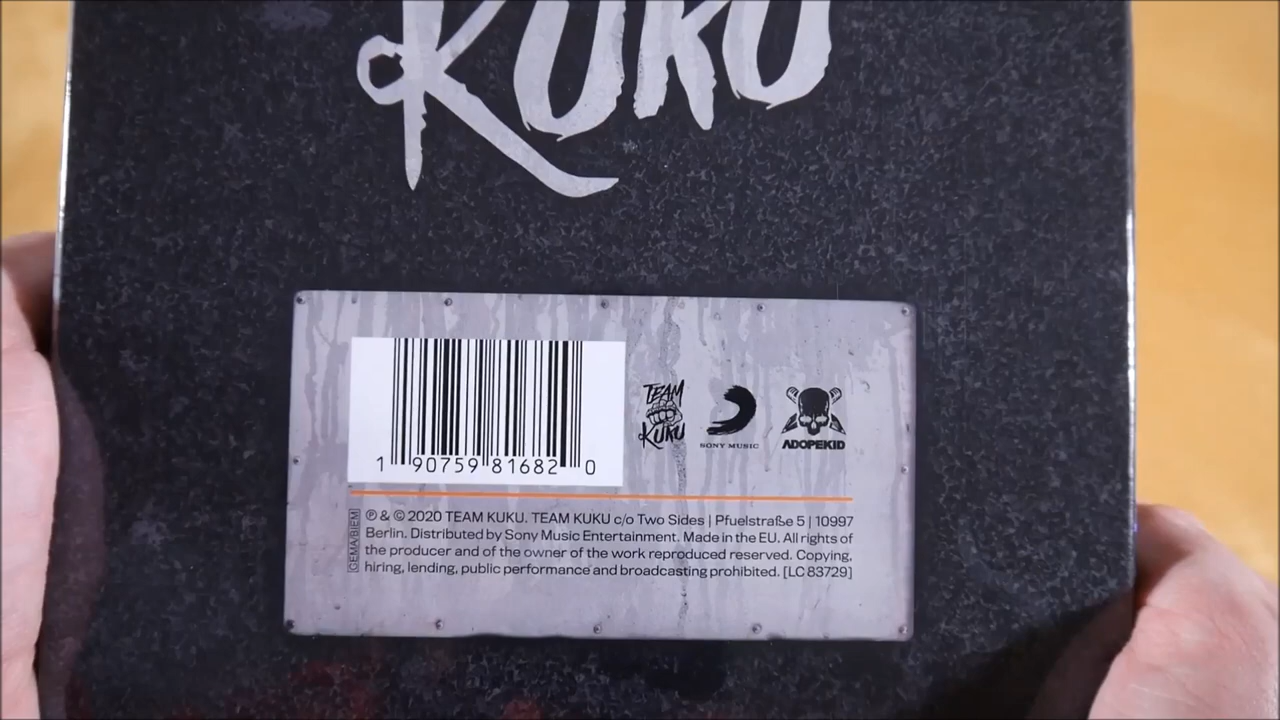 KUKU
1 90759 81682 0
TEAM
KUKU
SONY MUSIC
ADOPEKID
GEMA/BIEM
℗ & © 2020 TEAM KUKU. TEAM KUKU c/o Two Sides | Pfuelstraße 5 | 10997
Berlin. Distributed by Sony Music Entertainment. Made in the EU. All rights of
the producer and of the owner of the work reproduced reserved. Copying,
hiring, lending, public performance and broadcasting prohibited. [LC 83729]